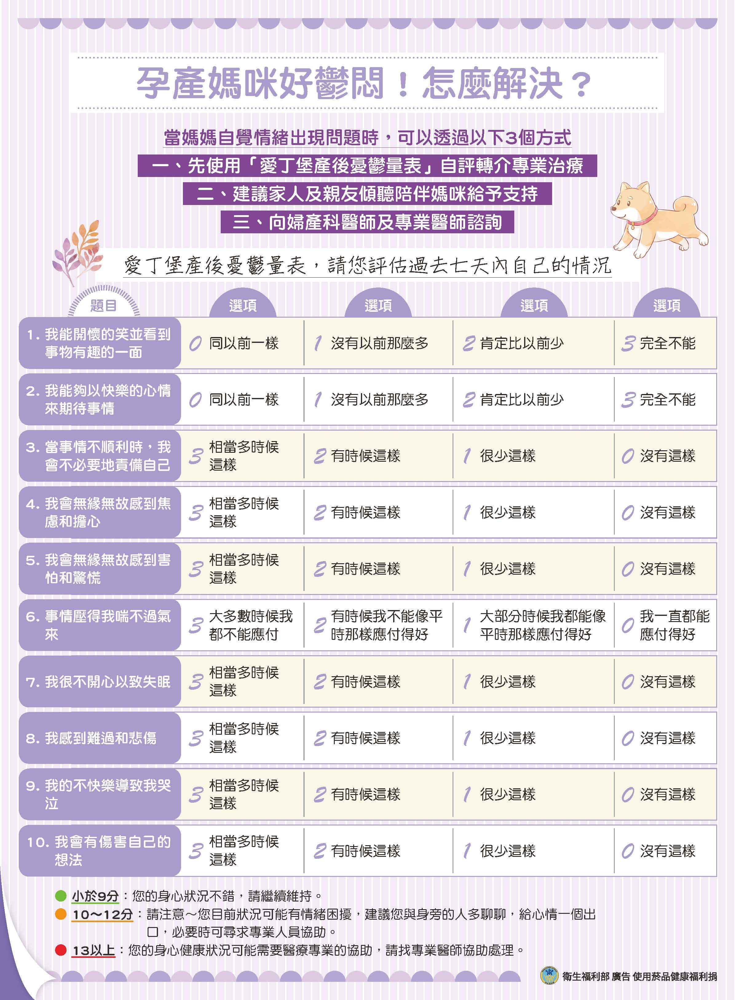 孕產媽咪好鬱悶！怎麼解決？
當媽媽自覺情緒出現問題時，可以透過以下3個方式
一、先使用「愛丁堡產後憂鬱量表」自評轉介專業治療
二、建議家人及親友傾聽陪伴媽咪給予支持
三、向婦產科醫師及專業醫師諮詢
愛丁堡產後憂鬱量表，請您評估過去七天內自己的情況
題目 選項 選項 選項 選項
1. 我能開懷的笑並看到
事物有趣的一面
0 同以前一樣
1 沒有以前那麼多
2 肯定比以前少
3 完全不能
2. 我能夠以快樂的心情
來期待事情
0 同以前一樣
1 沒有以前那麼多
2 肯定比以前少
3 完全不能
3. 當事情不順利時，我
會不必要地責備自己
3 相當多時候
這樣
2 有時候這樣
1 很少這樣
0 沒有這樣
4. 我會無緣無故感到焦
慮和擔心
3 相當多時候
這樣
2 有時候這樣
1 很少這樣
0 沒有這樣
5. 我會無緣無故感到害
怕和驚慌
3 相當多時候
這樣
2 有時候這樣
1 很少這樣
0 沒有這樣
6. 事情壓得我喘不過氣
來
3 大多數時候我
都不能應付
2 有時候我不能像平
時那樣應付得好
1 大部分時候我都能像
平時那樣應付得好
0 我一直都能
應付得好
7. 我很不開心以致失眠
3 相當多時候
這樣
2 有時候這樣
1 很少這樣
0 沒有這樣
8. 我感到難過和悲傷
3 相當多時候
這樣
2 有時候這樣
1 很少這樣
0 沒有這樣
9. 我的不快樂導致我哭
泣
3 相當多時候
這樣
2 有時候這樣
1 很少這樣
0 沒有這樣
10. 我會有傷害自己的
想法
3 相當多時候
這樣
2 有時候這樣
1 很少這樣
0 沒有這樣
小於9分：您的身心狀況不錯，請繼續維持。
10～12分：請注意～您目前狀況可能有情緒困擾，建議您與身旁的人多聊聊，給心情一個出
口，必要時可尋求專業人員協助。
13以上：您的身心健康狀況可能需要醫療專業的協助，請找專業醫師協助處理。
衛生福利部 廣告 使用菸品健康福利捐